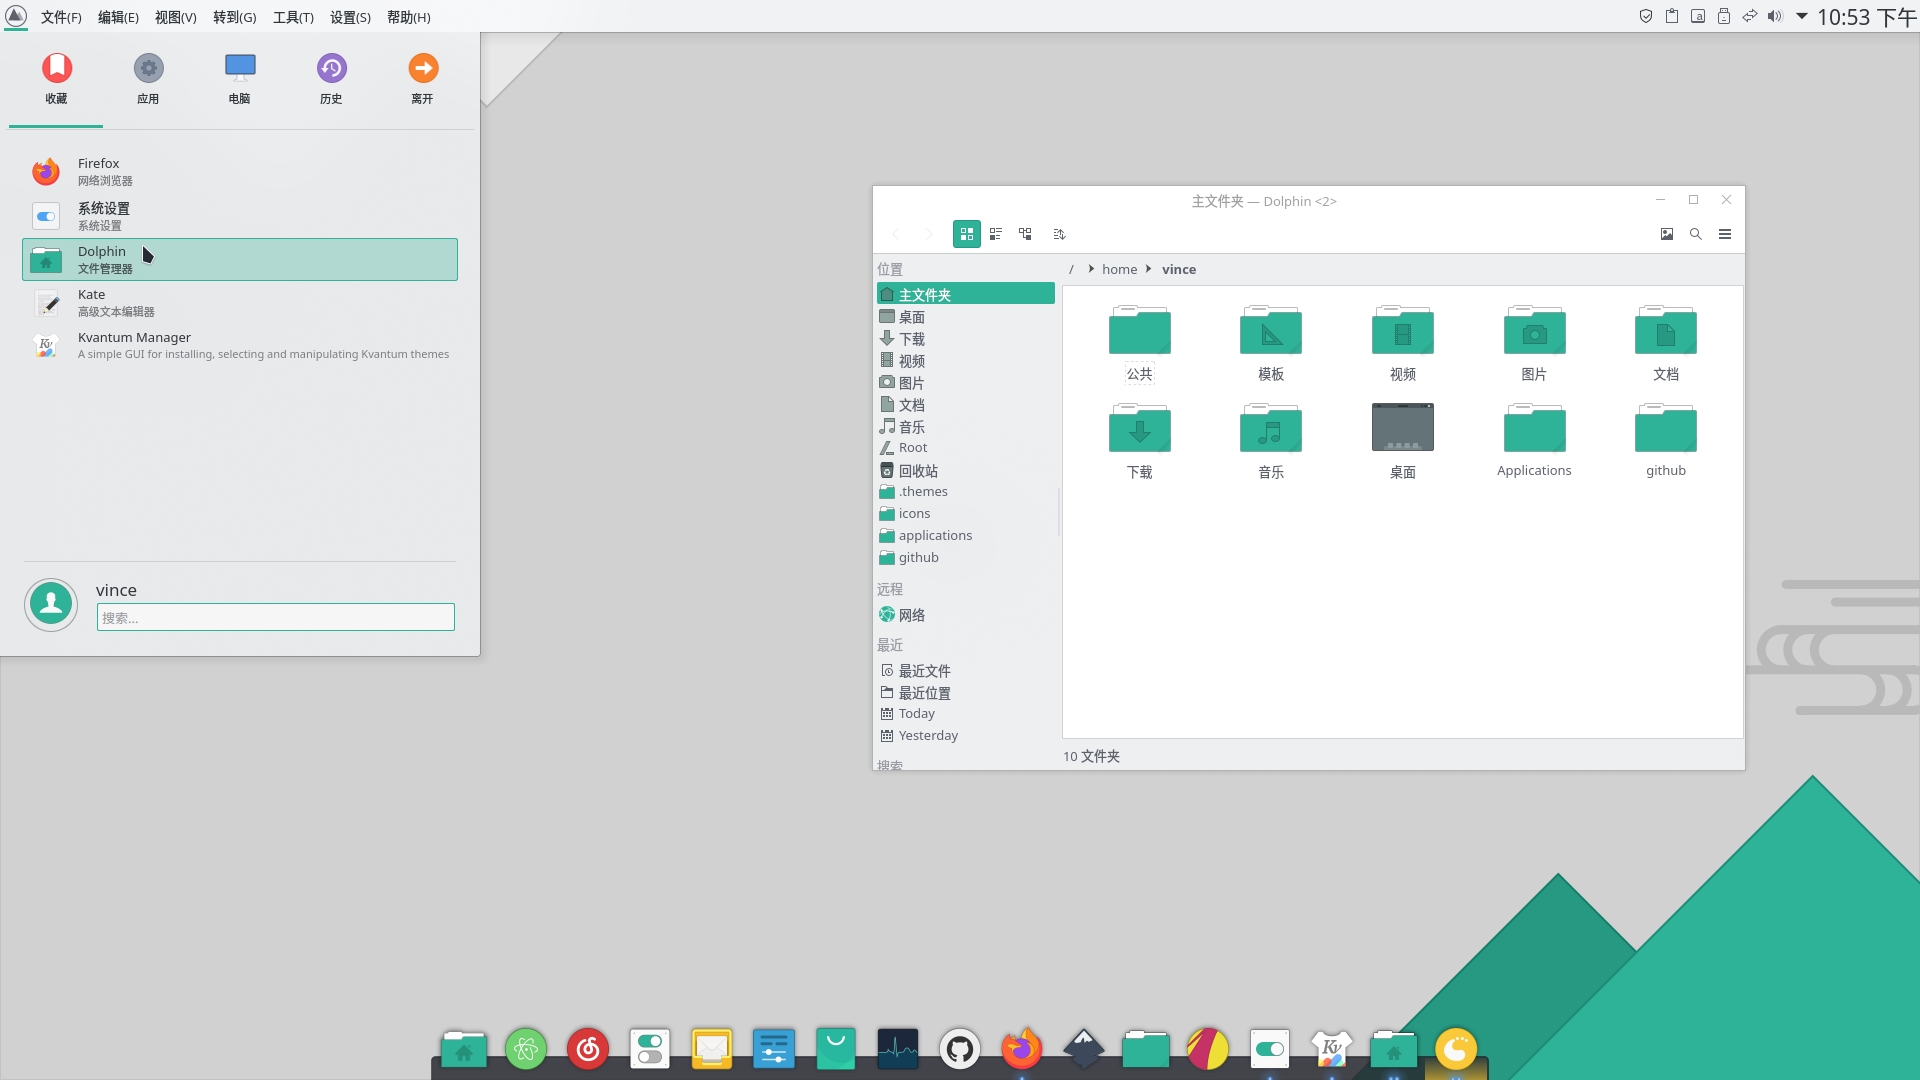 文件(F) 编辑(E) 视图(V) 转到(G) 工具(T) 设置(S) 帮助(H)
a
10:53 下午
收藏 应用 电脑 历史 离开
Firefox
网络浏览器
系统设置
系统设置
Dolphin
文件管理器
Kate
高级文本编辑器
Kv
Kvantum Manager
A simple GUI for installing, selecting and manipulating Kvantum themes
vince
搜索...
主文件夹 — Dolphin <2>
位置
主文件夹
桌面
下载
视频
图片
文档
音乐
Root
回收站
.themes
icons
applications
github
远程
网络
最近
最近文件
最近位置
Today
Yesterday
搜索
/ home vince
公共 模板 视频 图片 文档
下载 音乐 桌面 Applications github
10 文件夹
Kv